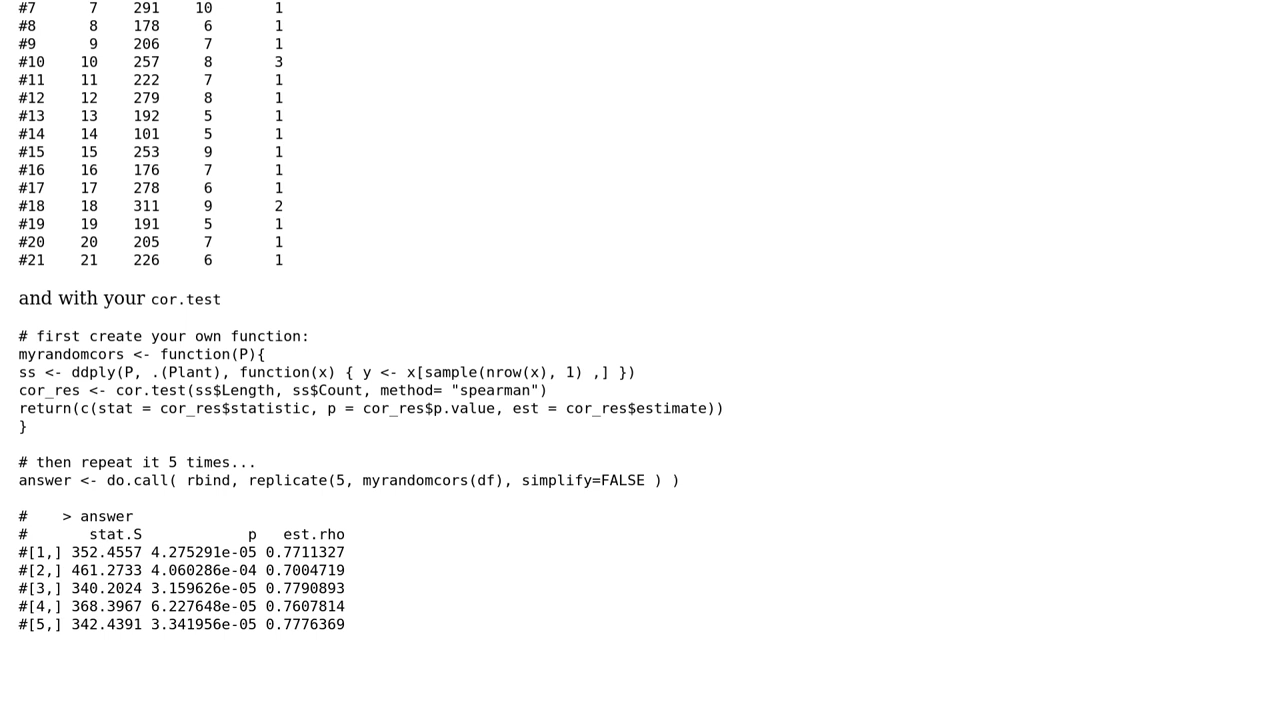 #7      7    291    10       1
#8      8    178     6       1
#9      9    206     7       1
#10    10    257     8       3
#11    11    222     7       1
#12    12    279     8       1
#13    13    192     5       1
#14    14    101     5       1
#15    15    253     9       1
#16    16    176     7       1
#17    17    278     6       1
#18    18    311     9       2
#19    19    191     5       1
#20    20    205     7       1
#21    21    226     6       1
and with your cor.test
# first create your own function:
myrandomcors <- function(P){
ss <- ddply(P, .(Plant), function(x) { y <- x[sample(nrow(x), 1) ,] })
cor_res <- cor.test(ss$Length, ss$Count, method= "spearman")
return(c(stat = cor_res$statistic, p = cor_res$p.value, est = cor_res$estimate))
}
# then repeat it 5 times...
answer <- do.call( rbind, replicate(5, myrandomcors(df), simplify=FALSE ) )
#    > answer
#       stat.S            p   est.rho
#[1,] 352.4557 4.275291e-05 0.7711327
#[2,] 461.2733 4.060286e-04 0.7004719
#[3,] 340.2024 3.159626e-05 0.7790893
#[4,] 368.3967 6.227648e-05 0.7607814
#[5,] 342.4391 3.341956e-05 0.7776369